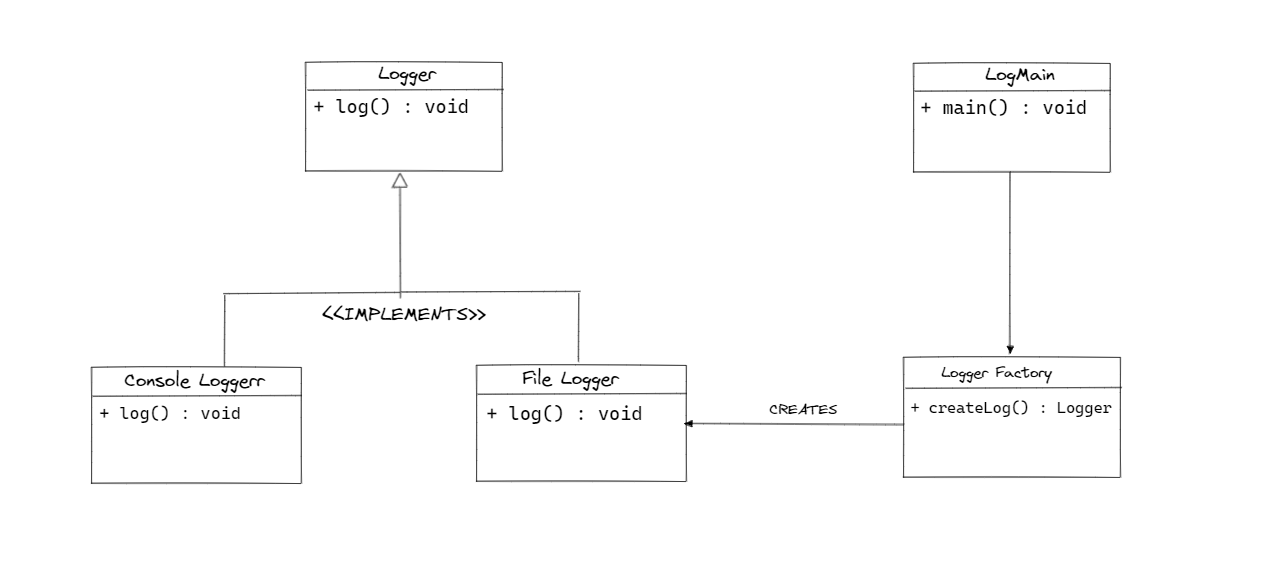 Logger
+ log() : void
LogMain
+ main() : void
<<IMPLEMENTS>>
Console Loggerr
+ log() : void
File Logger
+ log() : void
CREATES
Logger Factory
+ createLog() : Logger